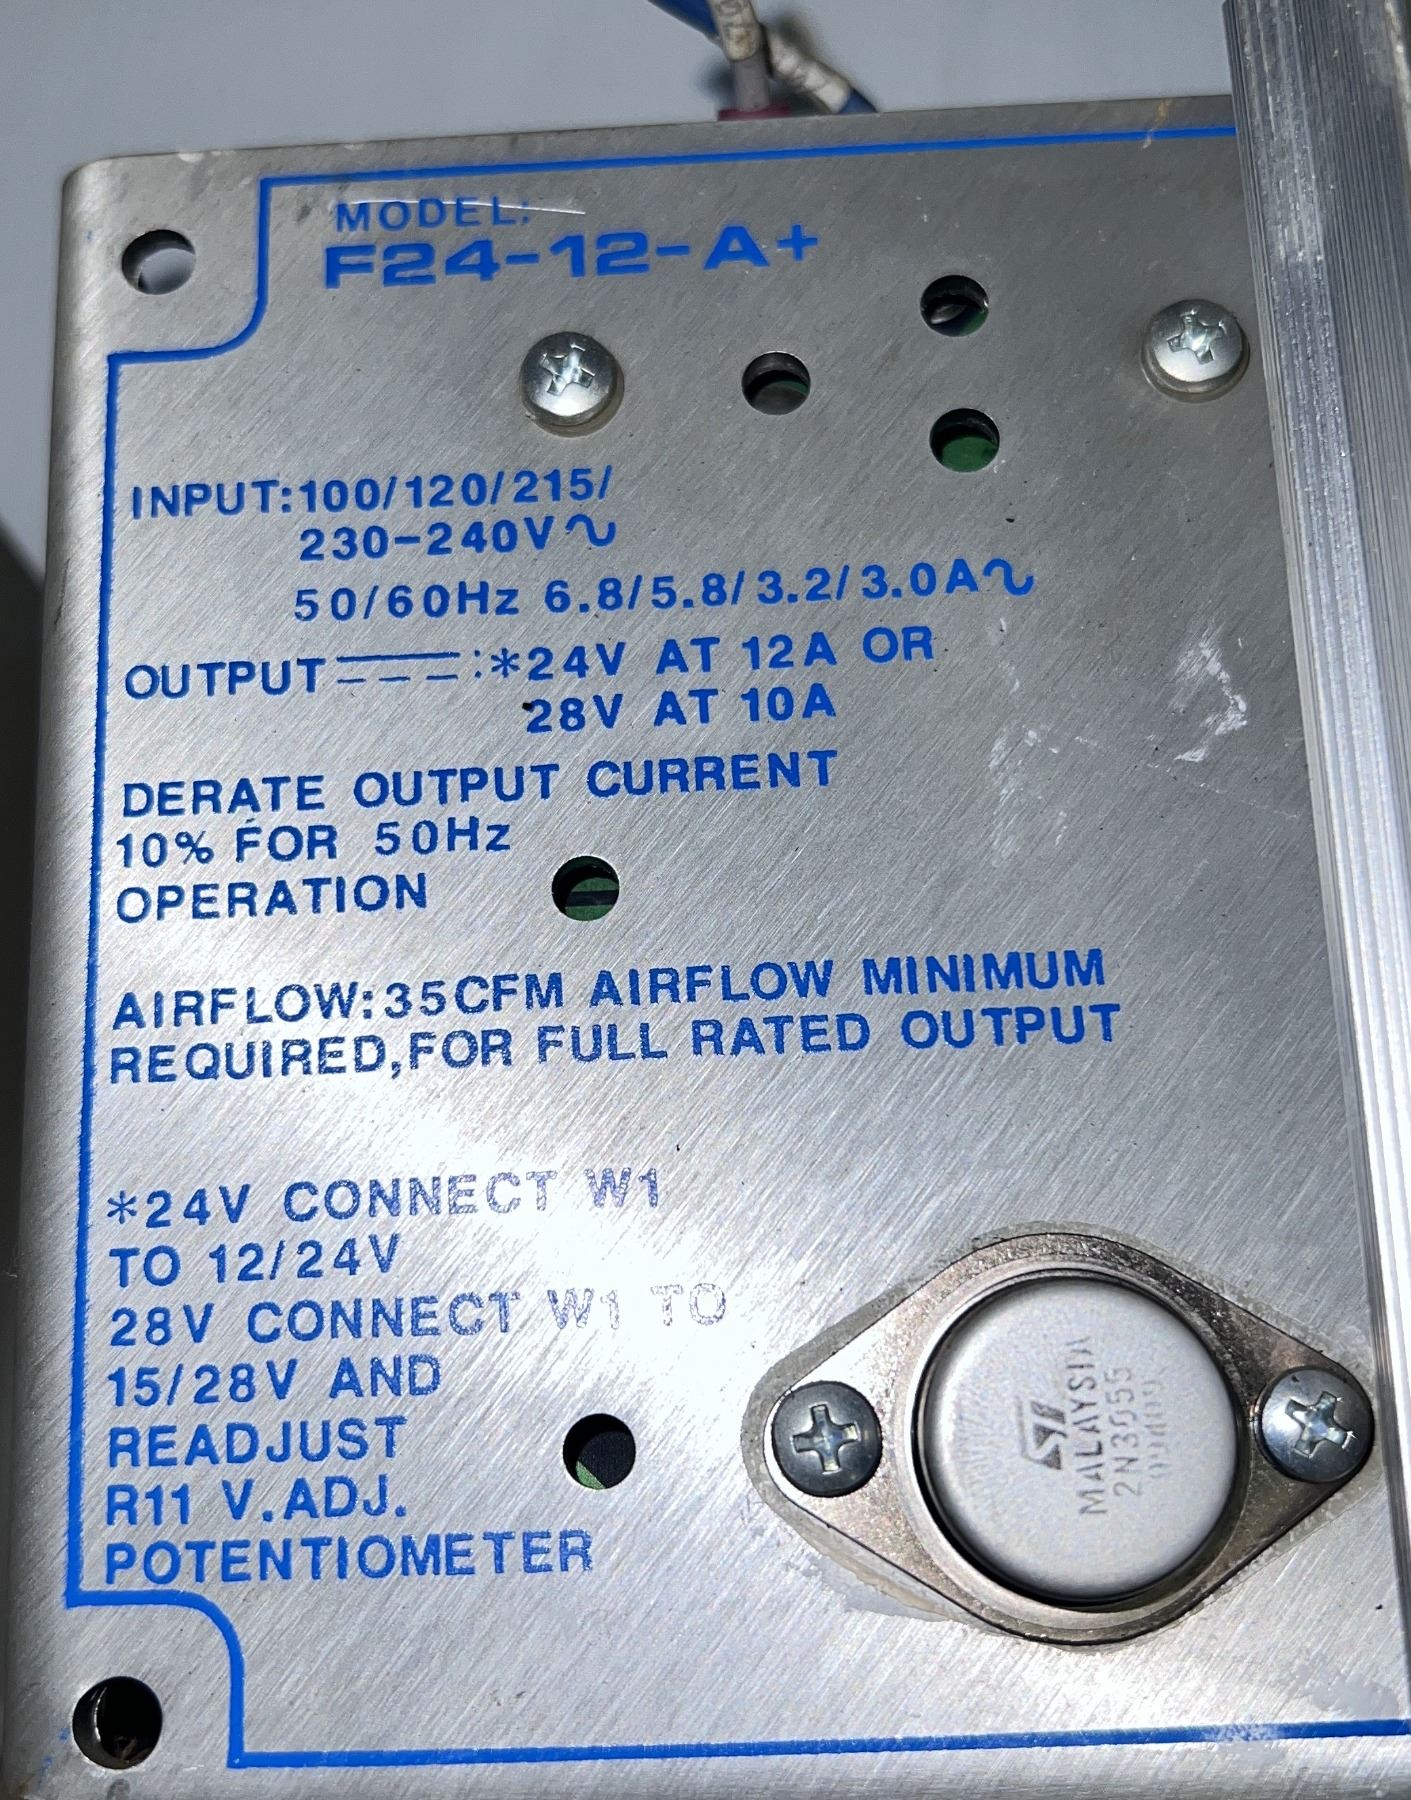 MODEL:
F24-12-A+
INPUT:100/120/215/
230-240V∿
50/60Hz 6.8/5.8/3.2/3.0A∿
OUTPUT⎓:*24V AT 12A OR
28V AT 10A
DERATE OUTPUT CURRENT
10% FOR 50Hz
OPERATION
AIRFLOW:35CFM AIRFLOW MINIMUM
REQUIRED,FOR FULL RATED OUTPUT
*24V CONNECT W1
TO 12/24V
28V CONNECT W1 TO
15/28V AND
READJUST
R11 V.ADJ.
POTENTIOMETER
ST
MALAYSIA
2N3055